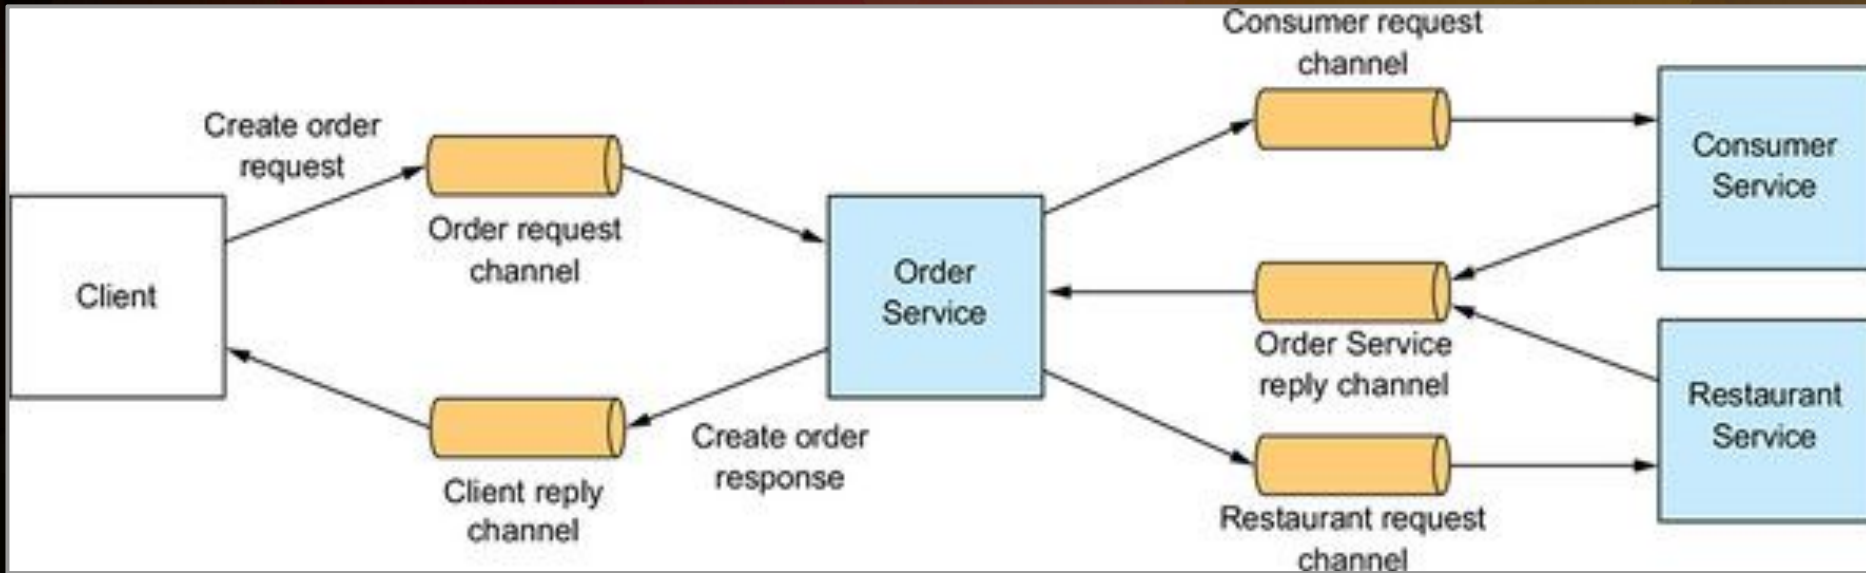 Consumer request
channel
Create order
request
Order request
channel
Consumer
Service
Client
Order
Service
Order Service
reply channel
Create order
response
Client reply
channel
Restaurant
Service
Restaurant request
channel